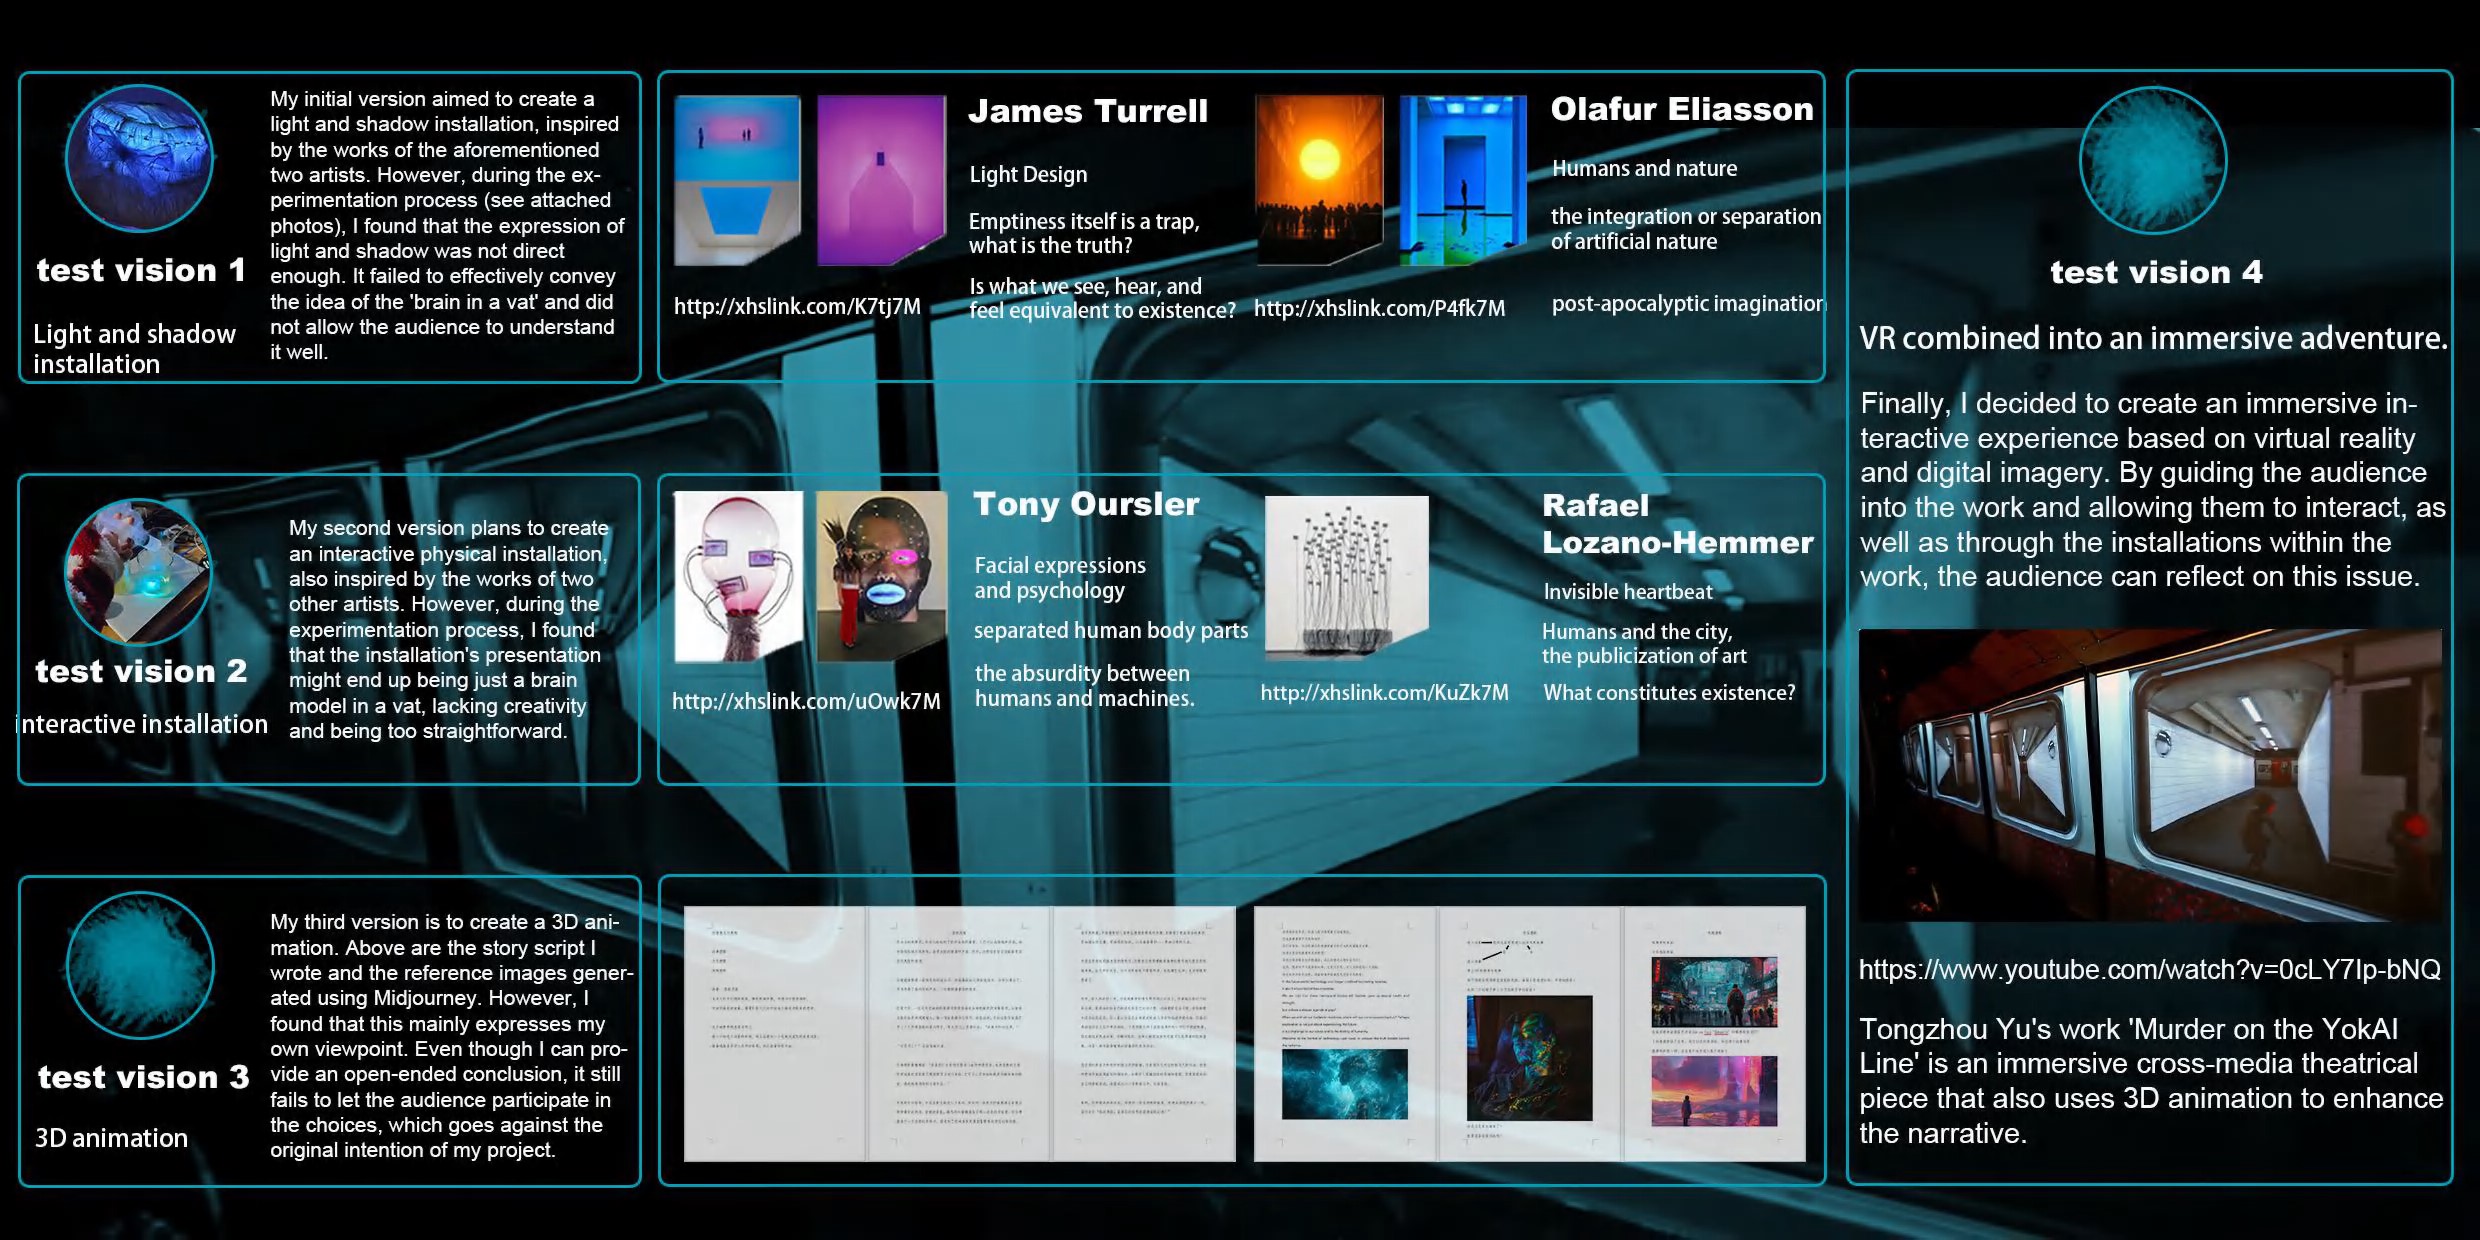 My initial version aimed to create a
light and shadow installation, inspired
by the works of the aforementioned
two artists. However, during the ex-
perimentation process (see attached
photos), I found that the expression of
light and shadow was not direct
enough. It failed to effectively convey
the idea of the 'brain in a vat' and did
not allow the audience to understand
it well.
test vision 1
Light and shadow
installation
James Turrell
Light Design
Emptiness itself is a trap,
what is the truth?
Is what we see, hear, and
feel equivalent to existence?
http://xhslink.com/K7tj7M
Olafur Eliasson
Humans and nature
the integration or separation
of artificial nature
post-apocalyptic imagination
http://xhslink.com/P4fk7M
My second version plans to create
an interactive physical installation,
also inspired by the works of two
other artists. However, during the
experimentation process, I found
that the installation's presentation
might end up being just a brain
model in a vat, lacking creativity
and being too straightforward.
test vision 2
interactive installation
Tony Oursler
Facial expressions
and psychology
separated human body parts
the absurdity between
humans and machines.
http://xhslink.com/uOwk7M
Rafael
Lozano-Hemmer
Invisible heartbeat
Humans and the city,
the publicization of art
What constitutes existence?
http://xhslink.com/KuZk7M
My third version is to create a 3D ani-
mation. Above are the story script I
wrote and the reference images gener-
ated using Midjourney. However, I
found that this mainly expresses my
own viewpoint. Even though I can pro-
vide an open-ended conclusion, it still
fails to let the audience participate in
the choices, which goes against the
original intention of my project.
test vision 3
3D animation
test vision 4
VR combined into an immersive adventure.
Finally, I decided to create an immersive in-
teractive experience based on virtual reality
and digital imagery. By guiding the audience
into the work and allowing them to interact, as
well as through the installations within the
work, the audience can reflect on this issue.
https://www.youtube.com/watch?v=0cLY7Ip-bNQ
Tongzhou Yu's work 'Murder on the YokAI
Line' is an immersive cross-media theatrical
piece that also uses 3D animation to enhance
the narrative.